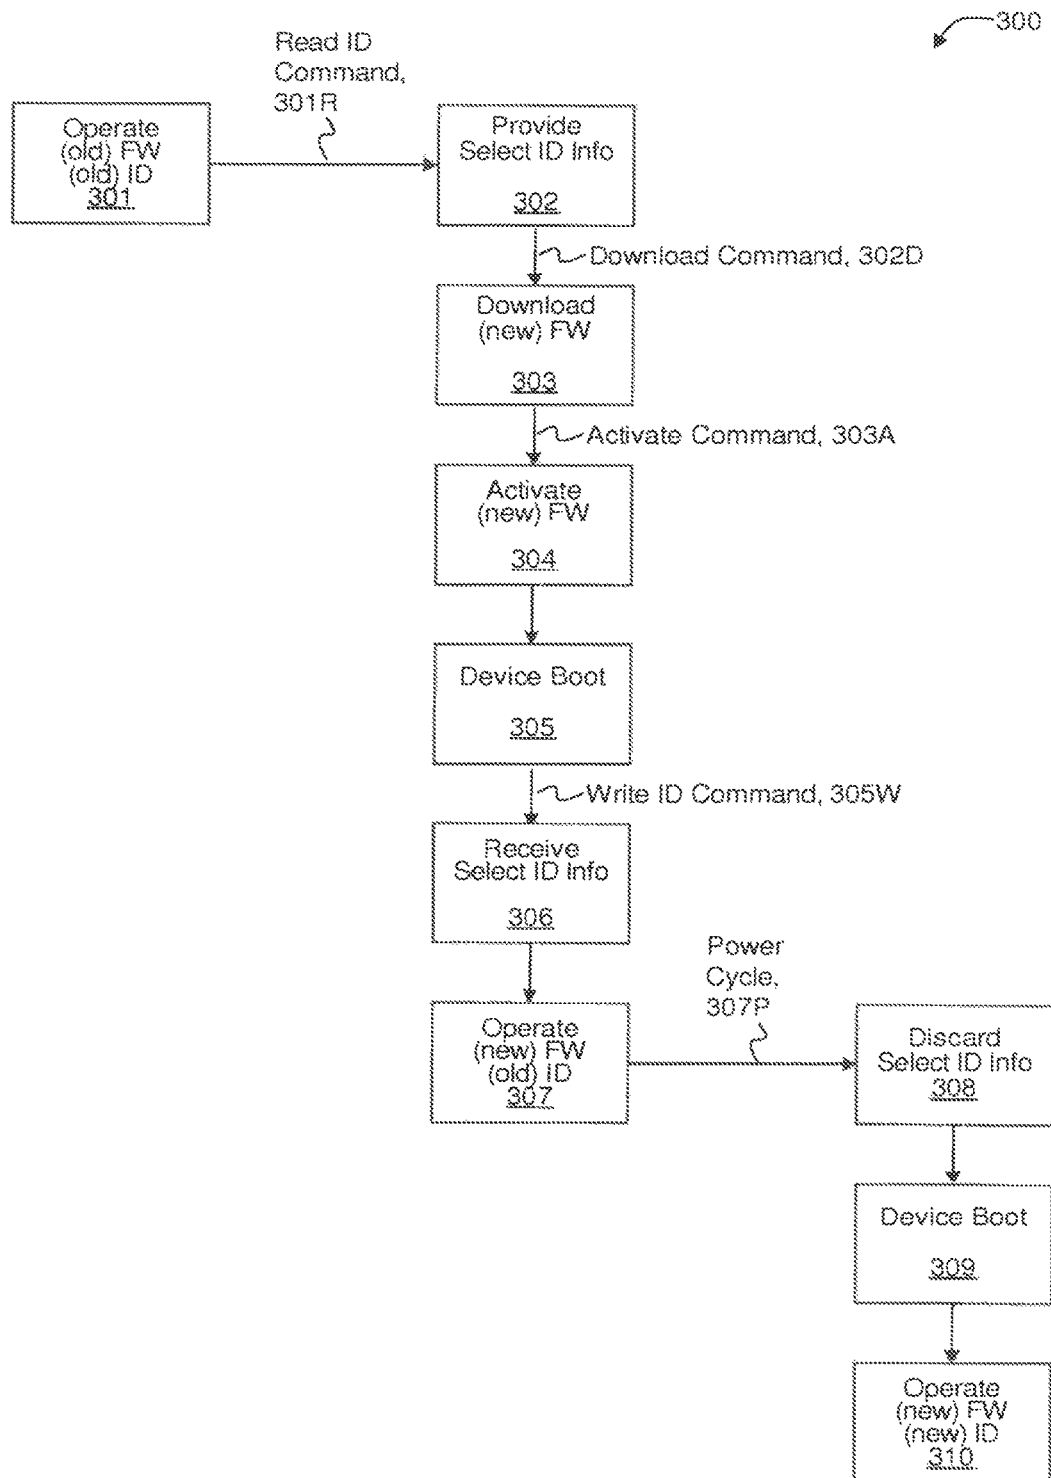 300
Read ID
Command,
301R
Operate
(old) FW
(old) ID
301
Provide
Select ID Info
302
Download Command, 302D
Download
(new) FW
303
Activate Command, 303A
Activate
(new) FW
304
Device Boot
305
Write ID Command, 305W
Receive
Select ID Info
306
Power
Cycle,
307P
Operate
(new) FW
(old) ID
307
Discard
Select ID Info
308
Device Boot
309
Operate
(new) FW
(new) ID
310